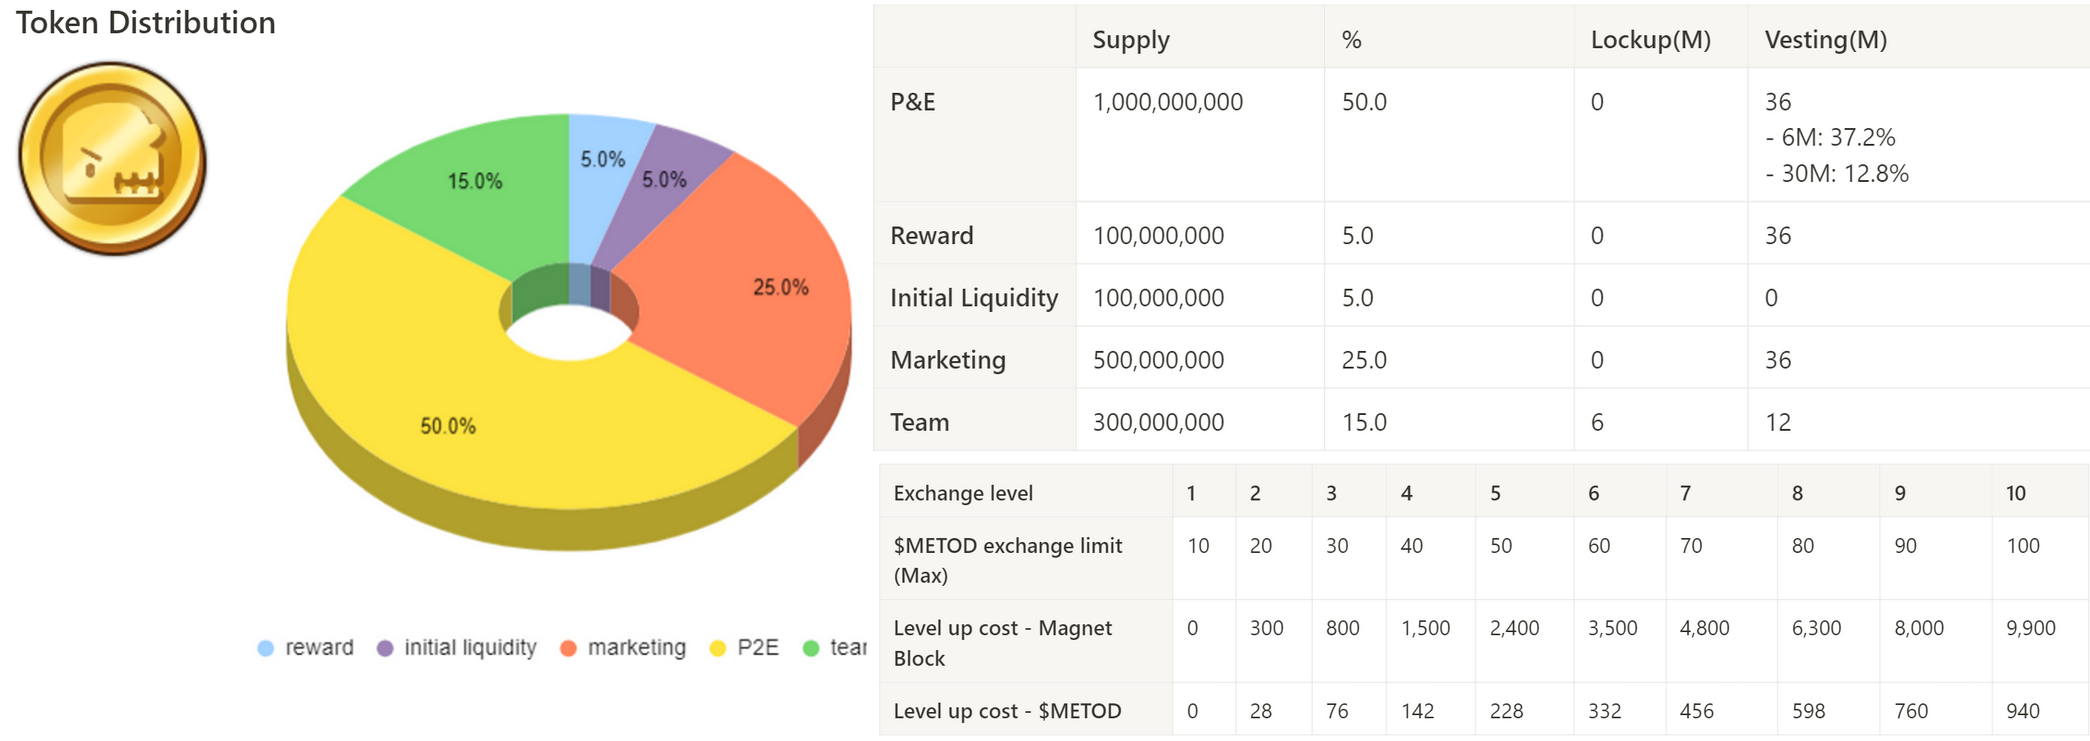 Token Distribution
5.0%
5.0%
15.0%
25.0%
50.0%
reward initial liquidity marketing P2E tear
Supply % Lockup(M) Vesting(M)
P&E 1,000,000,000 50.0 0 36
- 6M: 37.2%
- 30M: 12.8%
Reward 100,000,000 5.0 0 36
Initial Liquidity 100,000,000 5.0 0 0
Marketing 500,000,000 25.0 0 36
Team 300,000,000 15.0 6 12
Exchange level 1 2 3 4 5 6 7 8 9 10
$METOD exchange limit 10 20 30 40 50 60 70 80 90 100
(Max)
Level up cost - Magnet 0 300 800 1,500 2,400 3,500 4,800 6,300 8,000 9,900
Block
Level up cost - $METOD 0 28 76 142 228 332 456 598 760 940